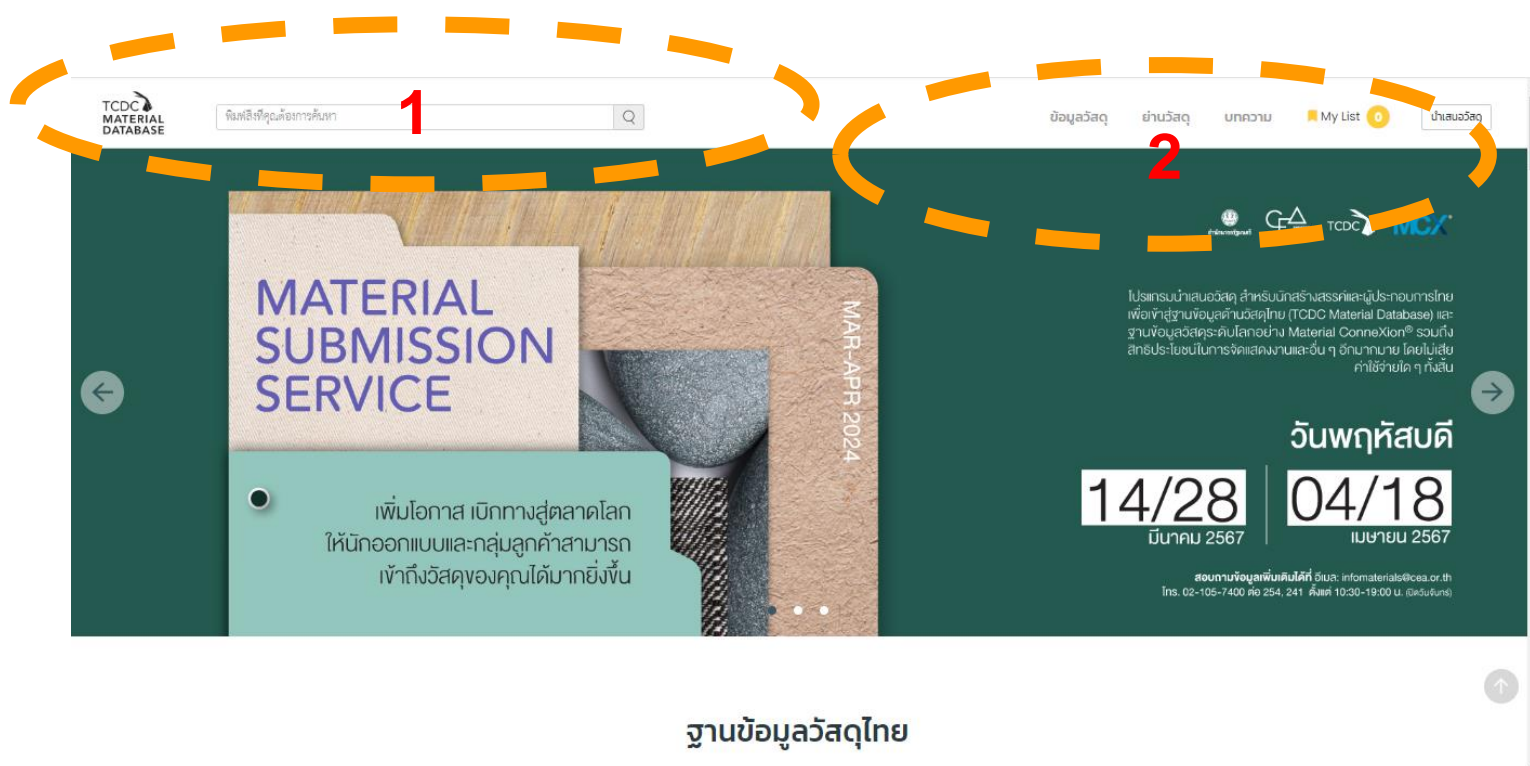 TCDC
MATERIAL
DATABASE
พิมพ์สิ่งที่คุณต้องการค้นหา
1
ข้อมูลวัสดุ
ย่านวัสดุ
บทความ
My List
0
นำเสนอวัสดุ
2
สำนักนายกรัฐมนตรี
CEA
TCDC
MCX
MATERIAL
SUBMISSION
SERVICE
MAR-APR 2024
เพิ่มโอกาส เบิกทางสู่ตลาดโลก
ให้นักออกแบบและกลุ่มลูกค้าสามารถ
เข้าถึงวัสดุของคุณได้มากยิ่งขึ้น
โปรแกรมนำเสนอวัสดุ สำหรับนักสร้างสรรค์และผู้ประกอบการไทย
เพื่อเข้าสู่ฐานข้อมูลด้านวัสดุไทย (TCDC Material Database) และ
ฐานข้อมูลวัสดุระดับโลกอย่าง Material ConneXion® รวมถึง
สิทธิประโยชน์ในการจัดแสดงงานและอื่น ๆ อีกมากมาย โดยไม่เสีย
ค่าใช้จ่ายใด ๆ ทั้งสิ้น
วันพฤหัสบดี
14/28
มีนาคม 2567
04/18
เมษายน 2567
สอบถามข้อมูลเพิ่มเติมได้ที่ อีเมล: infomaterials@cea.or.th
โทร. 02-105-7400 ต่อ 254, 241 ตั้งแต่ 10:30-19:00 น. (ปิดวันจันทร์)
ฐานข้อมูลวัสดุไทย